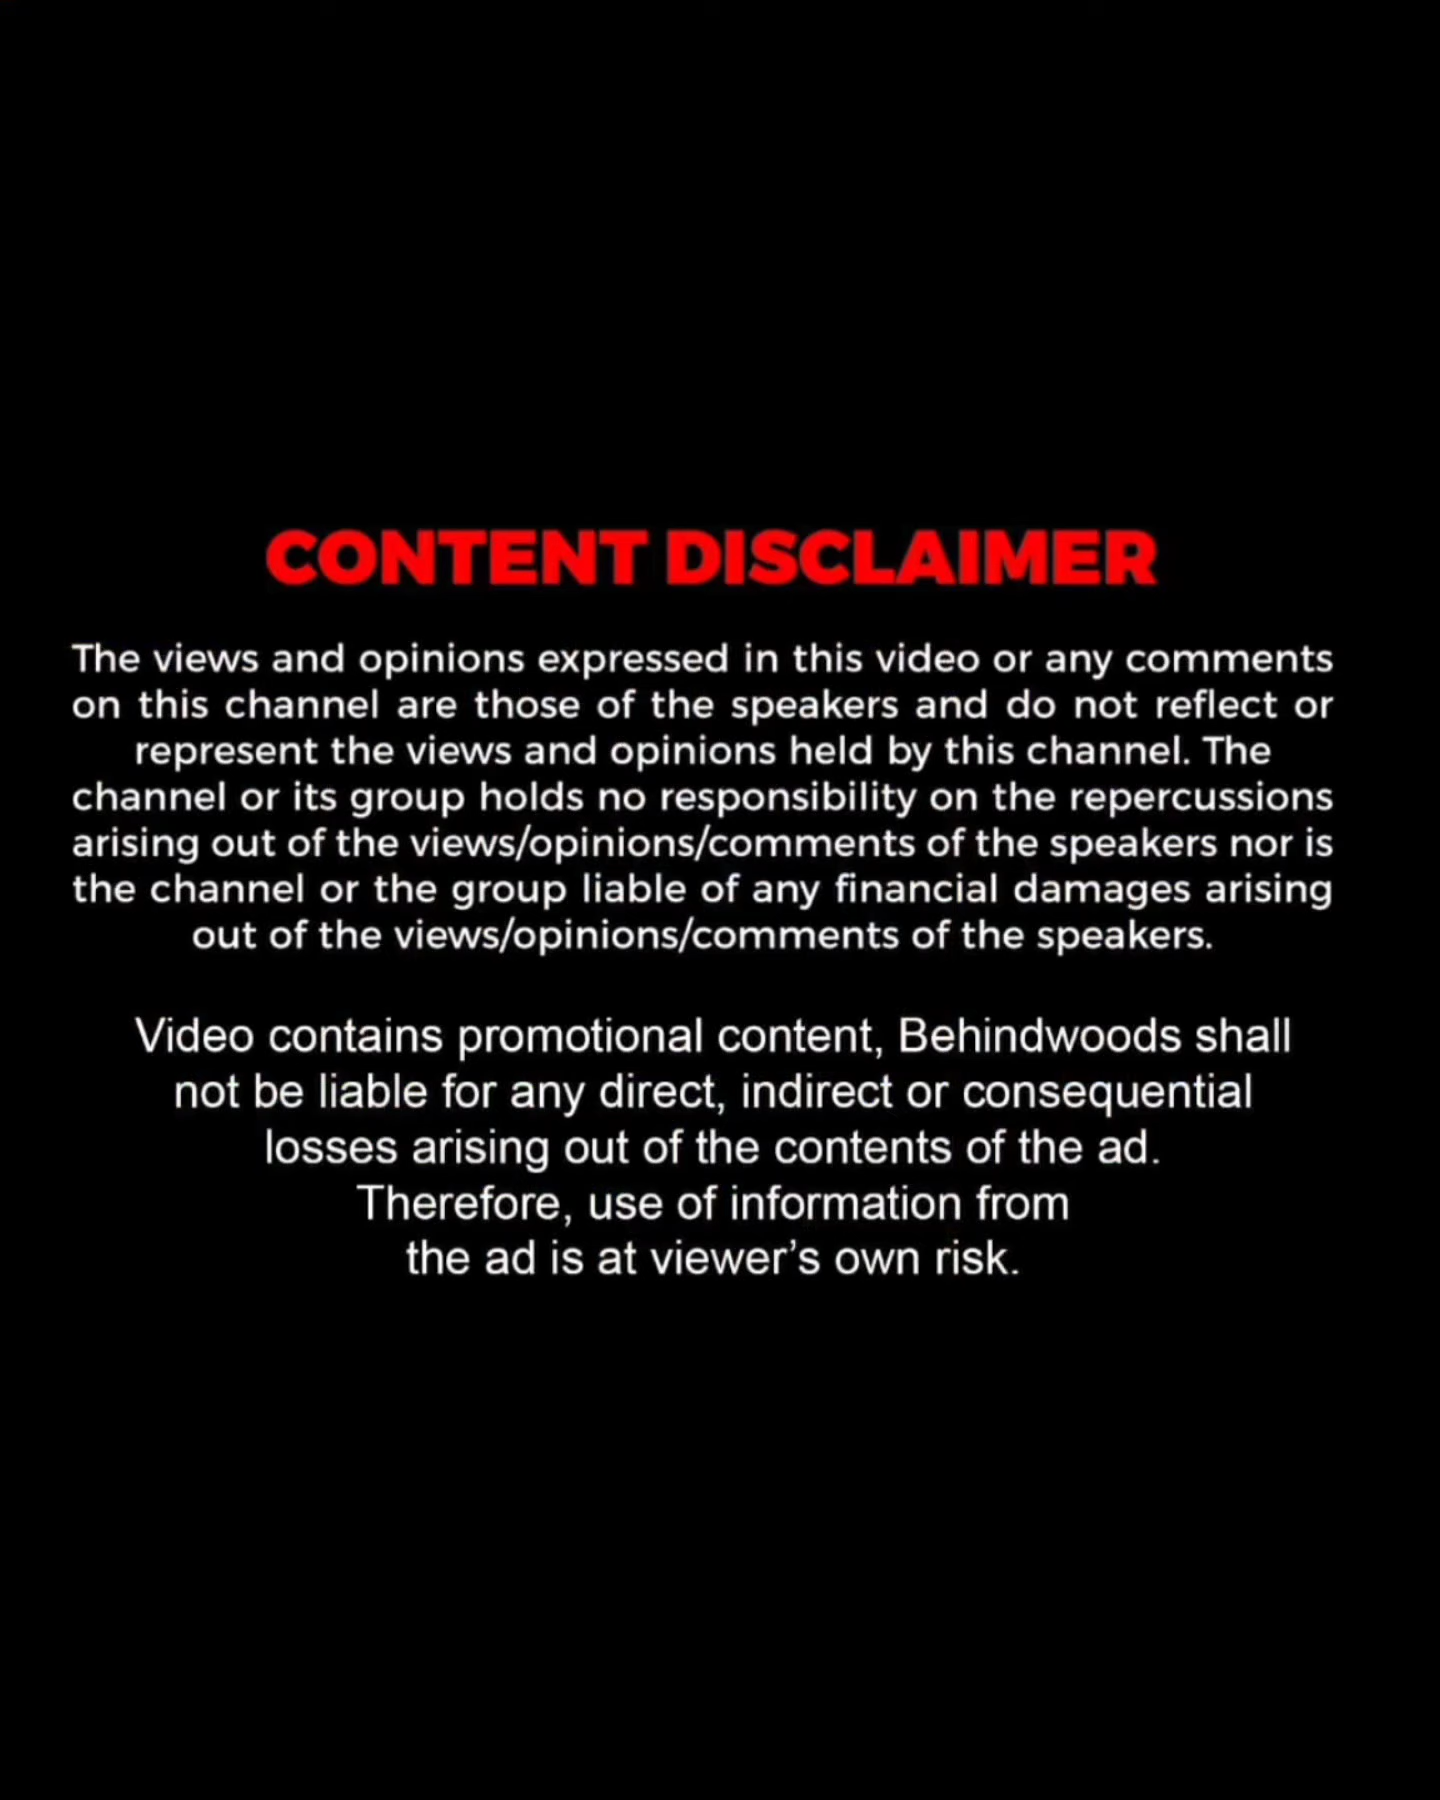 CONTENT DISCLAIMER
The views and opinions expressed in this video or any comments
on this channel are those of the speakers and do not reflect or
represent the views and opinions held by this channel. The
channel or its group holds no responsibility on the repercussions
arising out of the views/opinions/comments of the speakers nor is
the channel or the group liable of any financial damages arising
out of the views/opinions/comments of the speakers.
Video contains promotional content, Behindwoods shall
not be liable for any direct, indirect or consequential
losses arising out of the contents of the ad.
Therefore, use of information from
the ad is at viewer’s own risk.